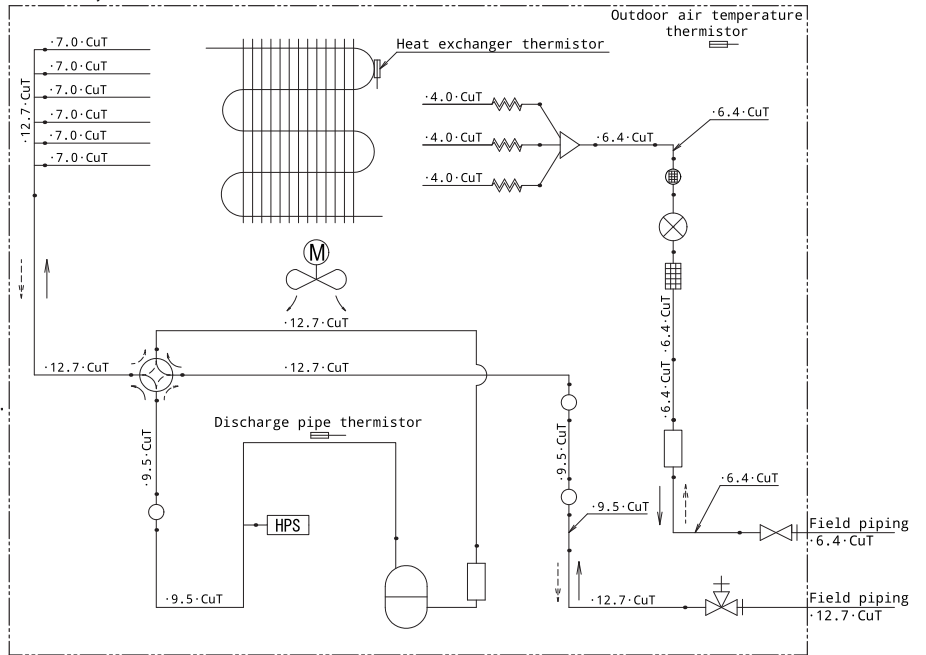 Outdoor air temperature
thermistor
·7.0·CuT
·7.0·CuT
·7.0·CuT
·7.0·CuT
·7.0·CuT
·7.0·CuT
·12.7·CuT
Heat exchanger thermistor
·4.0·CuT
·4.0·CuT
·4.0·CuT
·6.4·CuT
·6.4·CuT
M
·12.7·CuT
·12.7·CuT
·12.7·CuT
·6.4·CuT
·6.4·CuT
Discharge pipe thermistor
·9.5·CuT
·9.5·CuT
·6.4·CuT
·9.5·CuT
HPS
Field piping
·6.4·CuT
·9.5·CuT
·12.7·CuT
Field piping
·12.7·CuT